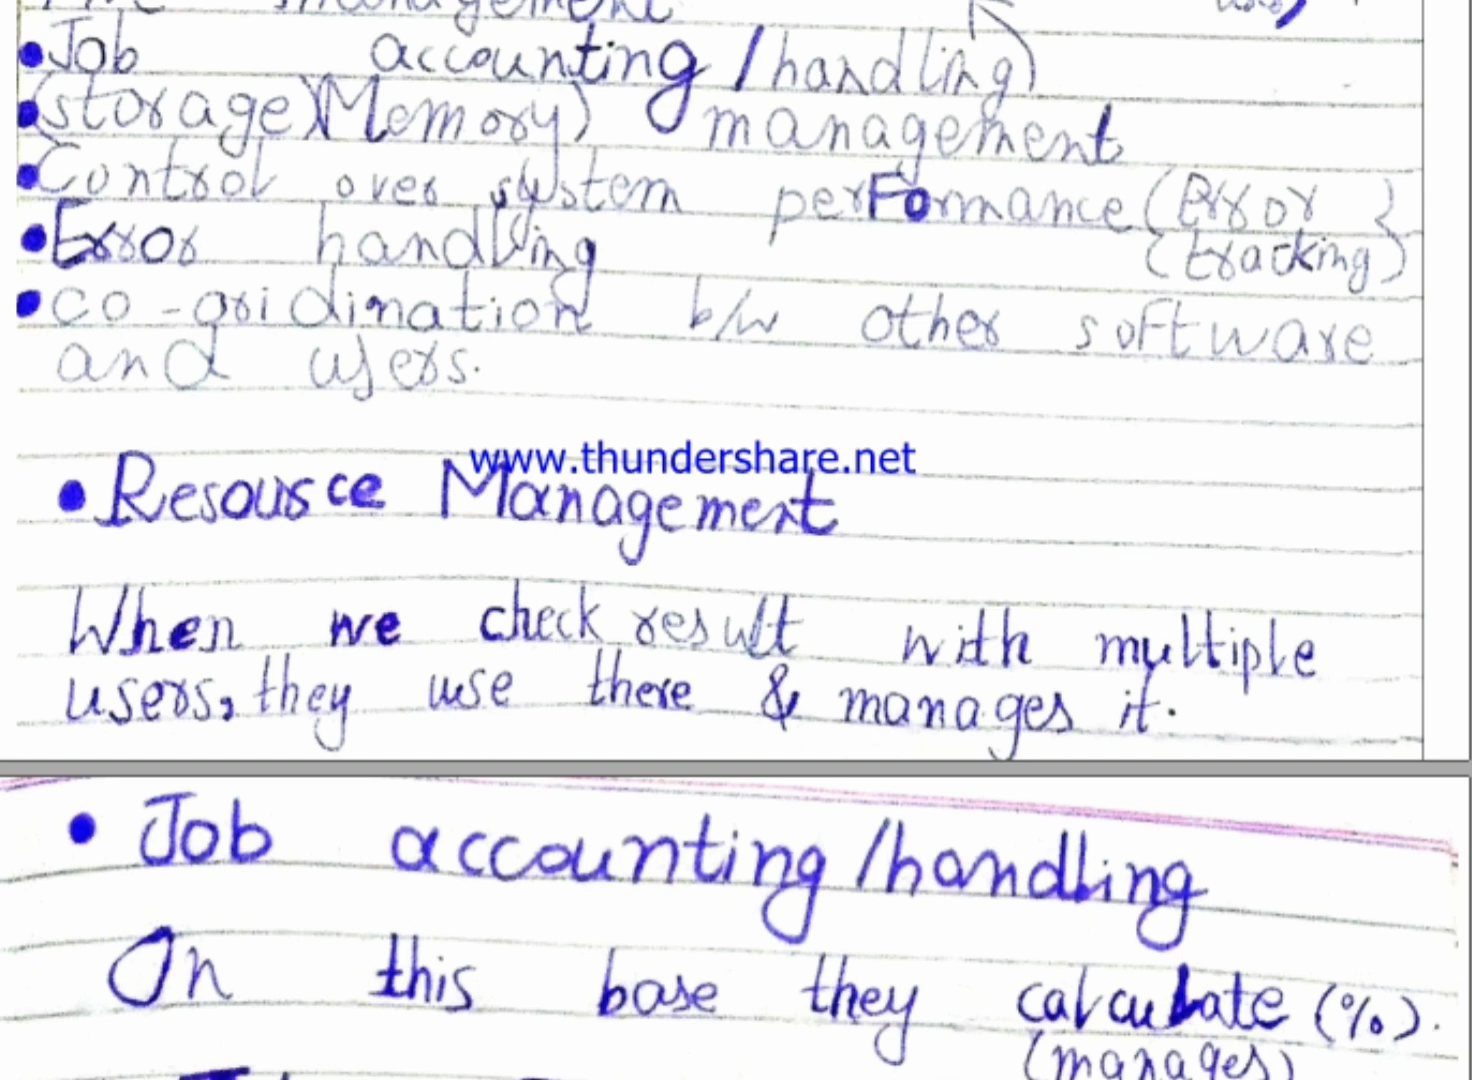 management
•Job accounting/handling)
•(storage)(Memory) management
•Control over system performance(Error }
•Error handling (tracking)
•co-oridination b/w other software
and users.
www.thundershare.net
•Resource Management
When we check result with multiple
users, they use there & manages it.
• Job accounting/handling
On this base they calculate (%).
(manages)